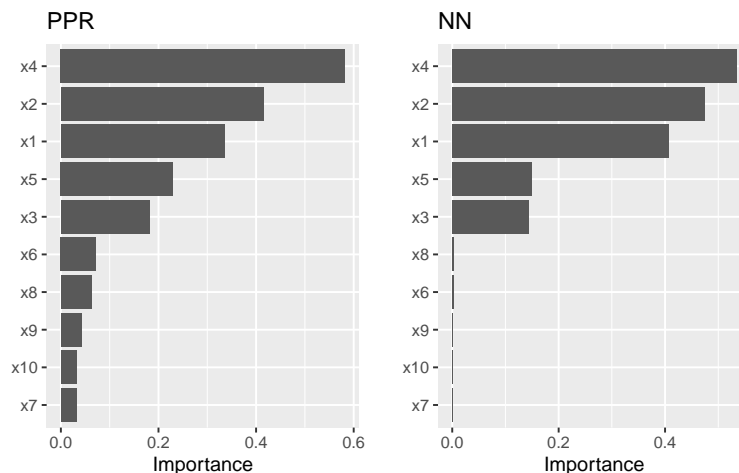 PPR
x4
x2
x1
x5
x3
x6
x8
x9
x10
x7
0.0 0.2 0.4 0.6
Importance
NN
x4
x2
x1
x5
x3
x8
x6
x9
x10
x7
0.0 0.2 0.4
Importance